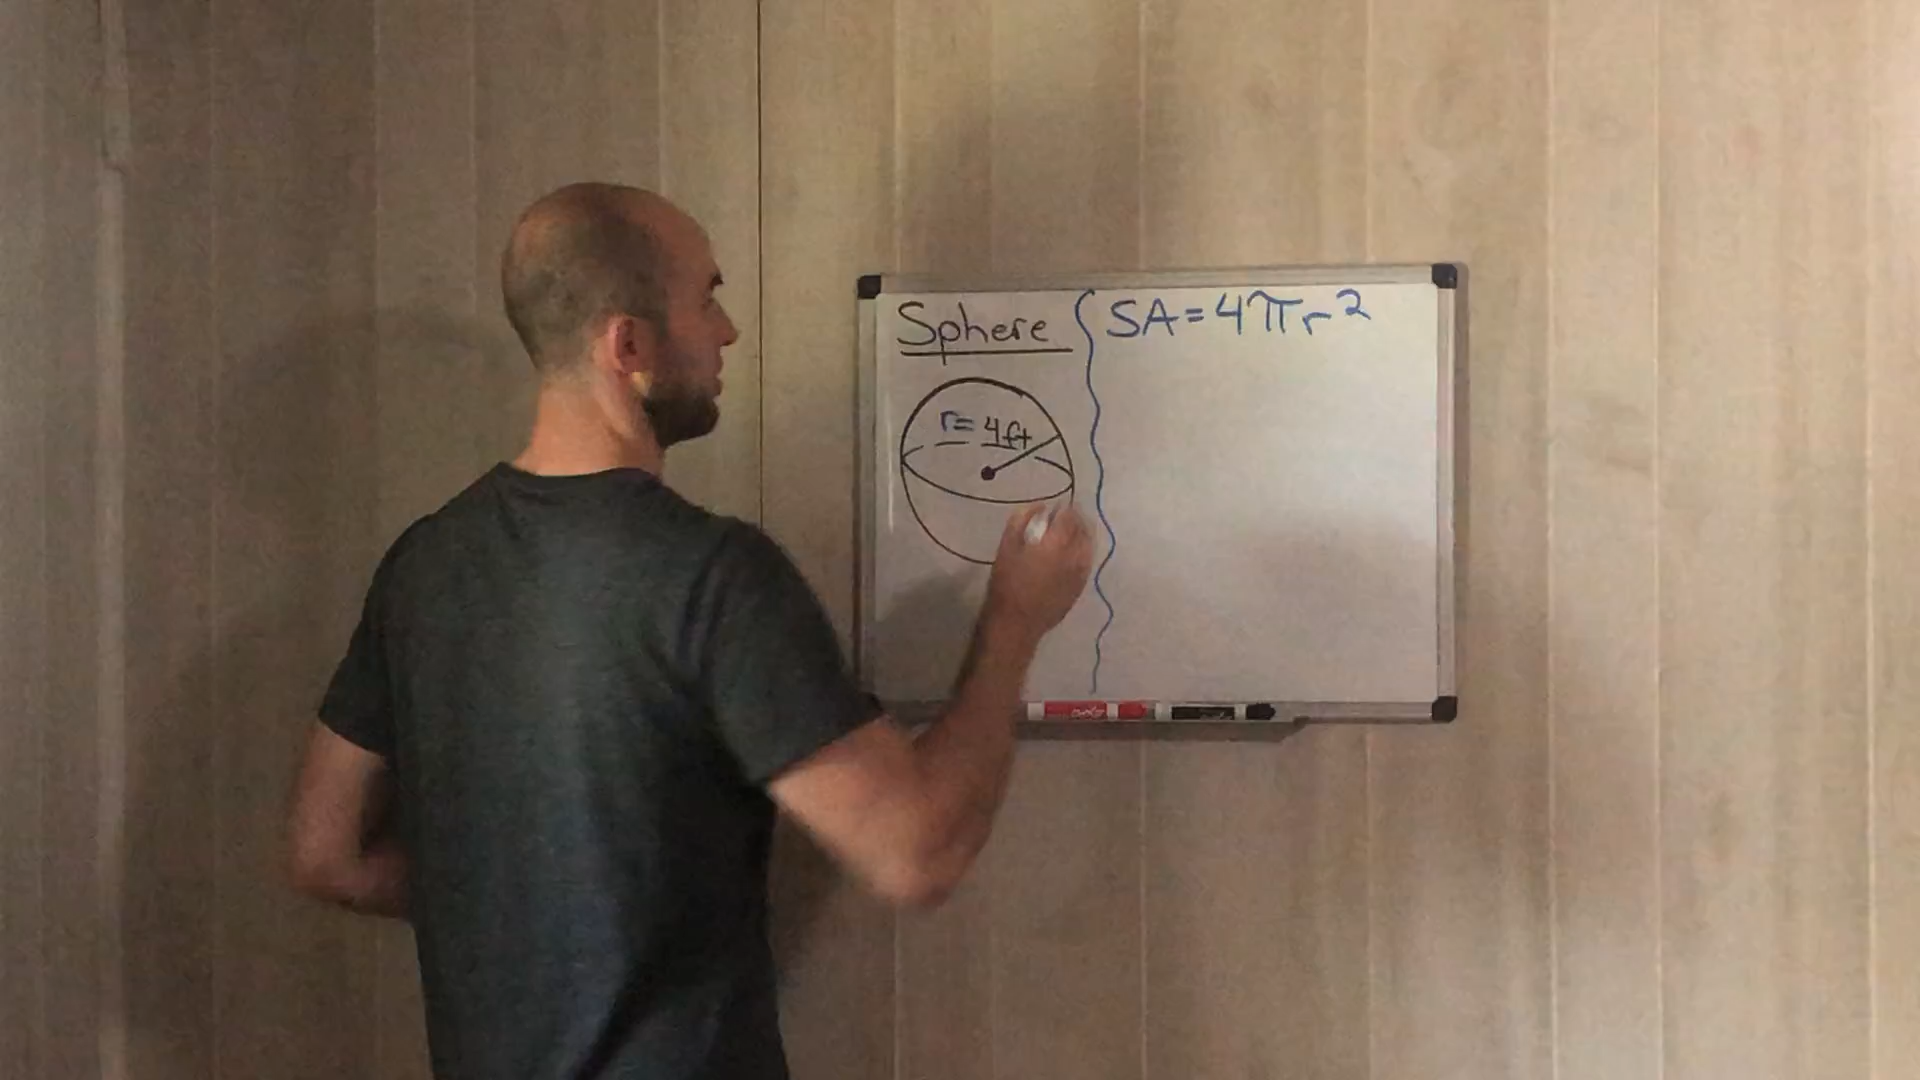 Sphere
SA=4πr²
r= 4ft